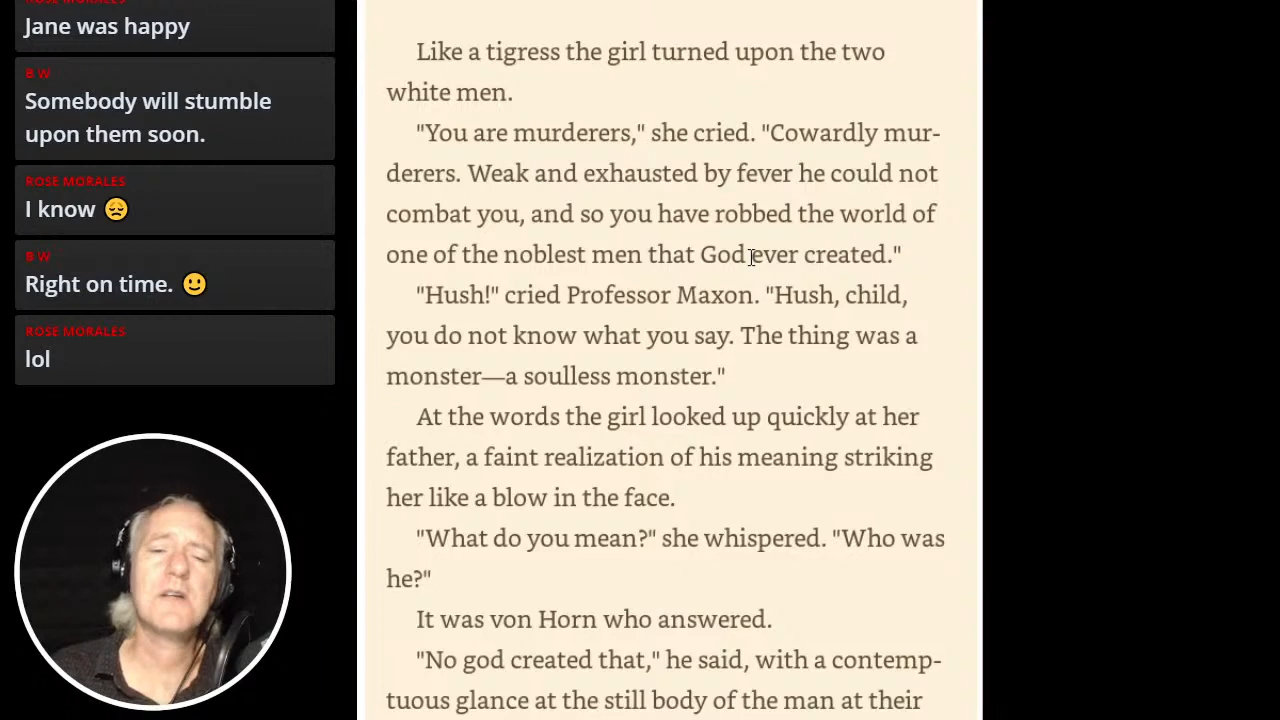 ROSE MORALES
Jane was happy
B W
Somebody will stumble
upon them soon.
ROSE MORALES
I know 😔
B W
Right on time. 🙂
ROSE MORALES
lol
Like a tigress the girl turned upon the two
white men.
"You are murderers," she cried. "Cowardly mur-
derers. Weak and exhausted by fever he could not
combat you, and so you have robbed the world of
one of the noblest men that God ever created."
"Hush!" cried Professor Maxon. "Hush, child,
you do not know what you say. The thing was a
monster—a soulless monster."
At the words the girl looked up quickly at her
father, a faint realization of his meaning striking
her like a blow in the face.
"What do you mean?" she whispered. "Who was
he?"
It was von Horn who answered.
"No god created that," he said, with a contemp-
tuous glance at the still body of the man at their